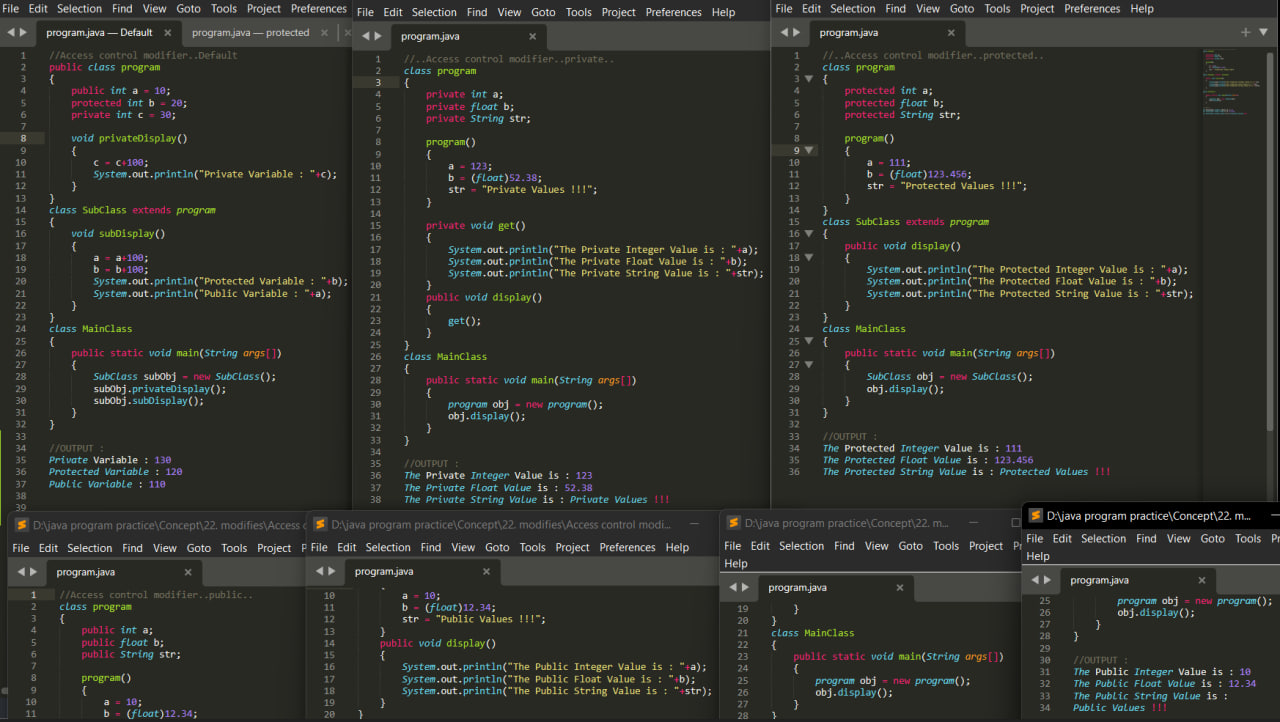 File Edit Selection Find View Goto Tools Project Preferences
program.java — Default × program.java — protected ×
1 //Access control modifier..Default
2 public class program
3 {
4 public int a = 10;
5 protected int b = 20;
6 private int c = 30;
7
8 void privateDisplay()
9 {
10 c = c+100;
11 System.out.println("Private Variable : "+c);
12 }
13 }
14 class SubClass extends program
15 {
16 void subDisplay()
17 {
18 a = a+100;
19 b = b+100;
20 System.out.println("Protected Variable : "+b);
21 System.out.println("Public Variable : "+a);
22 }
23 }
24 class MainClass
25 {
26 public static void main(String args[])
27 {
28 SubClass subObj = new SubClass();
29 subObj.privateDisplay();
30 subObj.subDisplay();
31 }
32 }
33
34 //OUTPUT :
35 Private Variable : 130
36 Protected Variable : 120
37 Public Variable : 110
38
39
File Edit Selection Find View Goto Tools Project Preferences Help
program.java ×
1 //..Access control modifier..private..
2 class program
3 {
4 private int a;
5 private float b;
6 private String str;
7
8 program()
9 {
10 a = 123;
11 b = (float)52.38;
12 str = "Private Values !!!";
13 }
14
15 private void get()
16 {
17 System.out.println("The Private Integer Value is : "+a);
18 System.out.println("The Private Float Value is : "+b);
19 System.out.println("The Private String Value is : "+str);
20 }
21 public void display()
22 {
23 get();
24 }
25 }
26 class MainClass
27 {
28 public static void main(String args[])
29 {
30 program obj = new program();
31 obj.display();
32 }
33 }
34
35 //OUTPUT :
36 The Private Integer Value is : 123
37 The Private Float Value is : 52.38
38 The Private String Value is : Private Values !!!
File Edit Selection Find View Goto Tools Project Preferences Help
program.java ×
1 //..Access control modifier..protected..
2 class program
3 {
4 protected int a;
5 protected float b;
6 protected String str;
7
8 program()
9 {
10 a = 111;
11 b = (float)123.456;
12 str = "Protected Values !!!";
13 }
14 }
15 class SubClass extends program
16 {
17 public void display()
18 {
19 System.out.println("The Protected Integer Value is : "+a);
20 System.out.println("The Protected Float Value is : "+b);
21 System.out.println("The Protected String Value is : "+str);
22 }
23 }
24 class MainClass
25 {
26 public static void main(String args[])
27 {
28 SubClass obj = new SubClass();
29 obj.display();
30 }
31 }
32
33 //OUTPUT :
34 The Protected Integer Value is : 111
35 The Protected Float Value is : 123.456
36 The Protected String Value is : Protected Values !!!
D:\java program practice\Concept\22. modifies\Access c
File Edit Selection Find View Goto Tools Project P
program.java ×
1 //Access control modifier..public..
2 class program
3 {
4 public int a;
5 public float b;
6 public String str;
7
8 program()
9 {
10 a = 10;
11 b = (float)12.34;
D:\java program practice\Concept\22. modifies\Access control modi...
File Edit Selection Find View Goto Tools Project Preferences Help
program.java ×
10 a = 10;
11 b = (float)12.34;
12 str = "Public Values !!!";
13 }
14 public void display()
15 {
16 System.out.println("The Public Integer Value is : "+a);
17 System.out.println("The Public Float Value is : "+b);
18 System.out.println("The Public String Value is : "+str);
19 }
20 }
D:\java program practice\Concept\22. m...
File Edit Selection Find View Goto Tools Project Pr
Help
program.java ×
19 }
20 }
21 class MainClass
22 {
23 public static void main(String args[])
24 {
25 program obj = new program();
26 obj.display();
27 }
28 }
D:\java program practice\Concept\22. m...
File Edit Selection Find View Goto Tools Pr
Help
program.java ×
25 program obj = new program();
26 obj.display();
27 }
28 }
29
30 //OUTPUT :
31 The Public Integer Value is : 10
32 The Public Float Value is : 12.34
33 The Public String Value is :
34 Public Values !!!